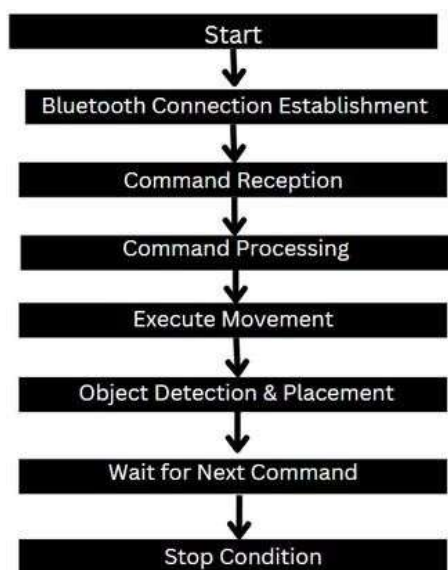 Start
Bluetooth Connection Establishment
Command Reception
Command Processing
Execute Movement
Object Detection & Placement
Wait for Next Command
Stop Condition